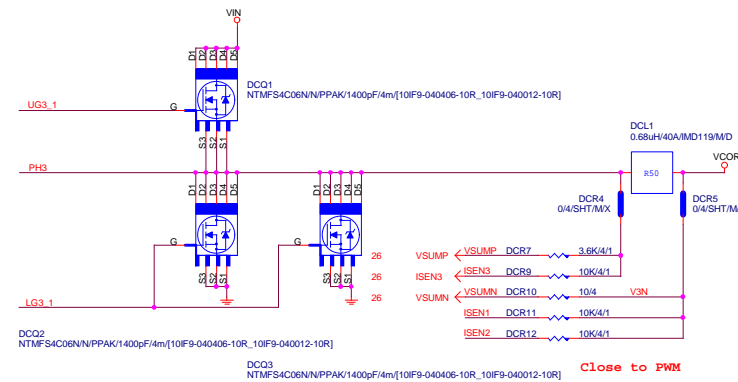 VIN
D1 D2 D3 D4 D5
DCQ1
NTMFS4C06N/N/PPAK/1400pF/4m/[10IF9-040406-10R_10IF9-040012-10R]
UG3_1
G
S3 S2 S1
DCL1
0.68uH/40A/IMD119/M/D
VCOR
PH3
R50
D1 D2 D3 D4 D5
D1 D2 D3 D4 D5
DCR4
0/4/SHT/M/X
DCR5
0/4/SHT/M/
G
G
26 VSUMP VSUMP DCR7 3.6K/4/1
S3 S2 S1
S3 S2 S1
26 ISEN3 ISEN3 DCR9 10K/4/1
26 VSUMN VSUMN DCR10 10/4 V3N
LG3_1
ISEN1 DCR11 10K/4/1
ISEN2 DCR12 10K/4/1
DCQ2
NTMFS4C06N/N/PPAK/1400pF/4m/[10IF9-040406-10R_10IF9-040012-10R]
DCQ3
NTMFS4C06N/N/PPAK/1400pF/4m/[10IF9-040406-10R_10IF9-040012-10R]
Close to PWM